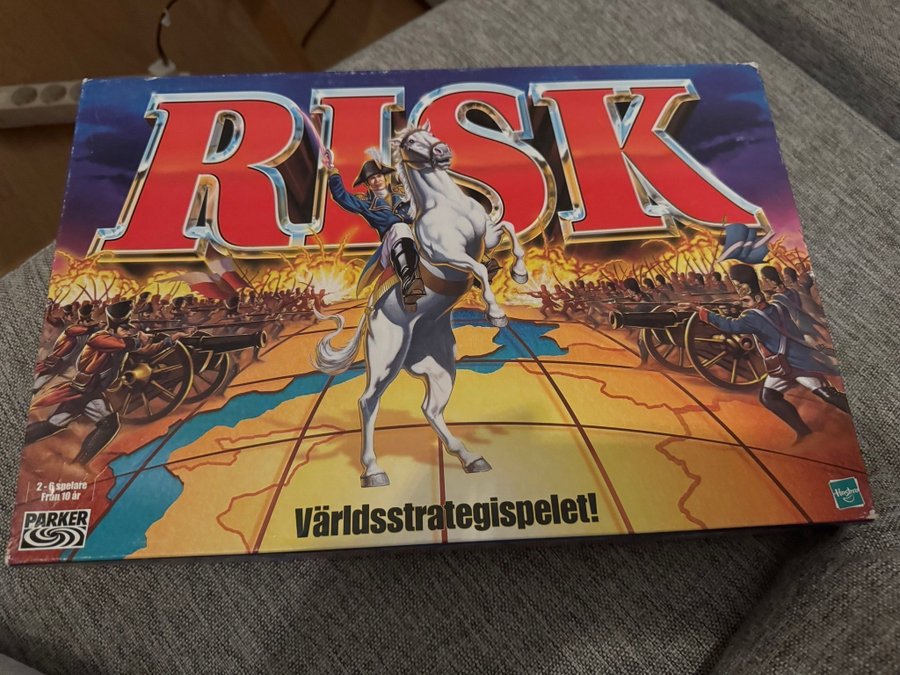 RISK
2 - 6 spelare
Från 10 år
PARKER
Världsstrategispelet!
Hasbro